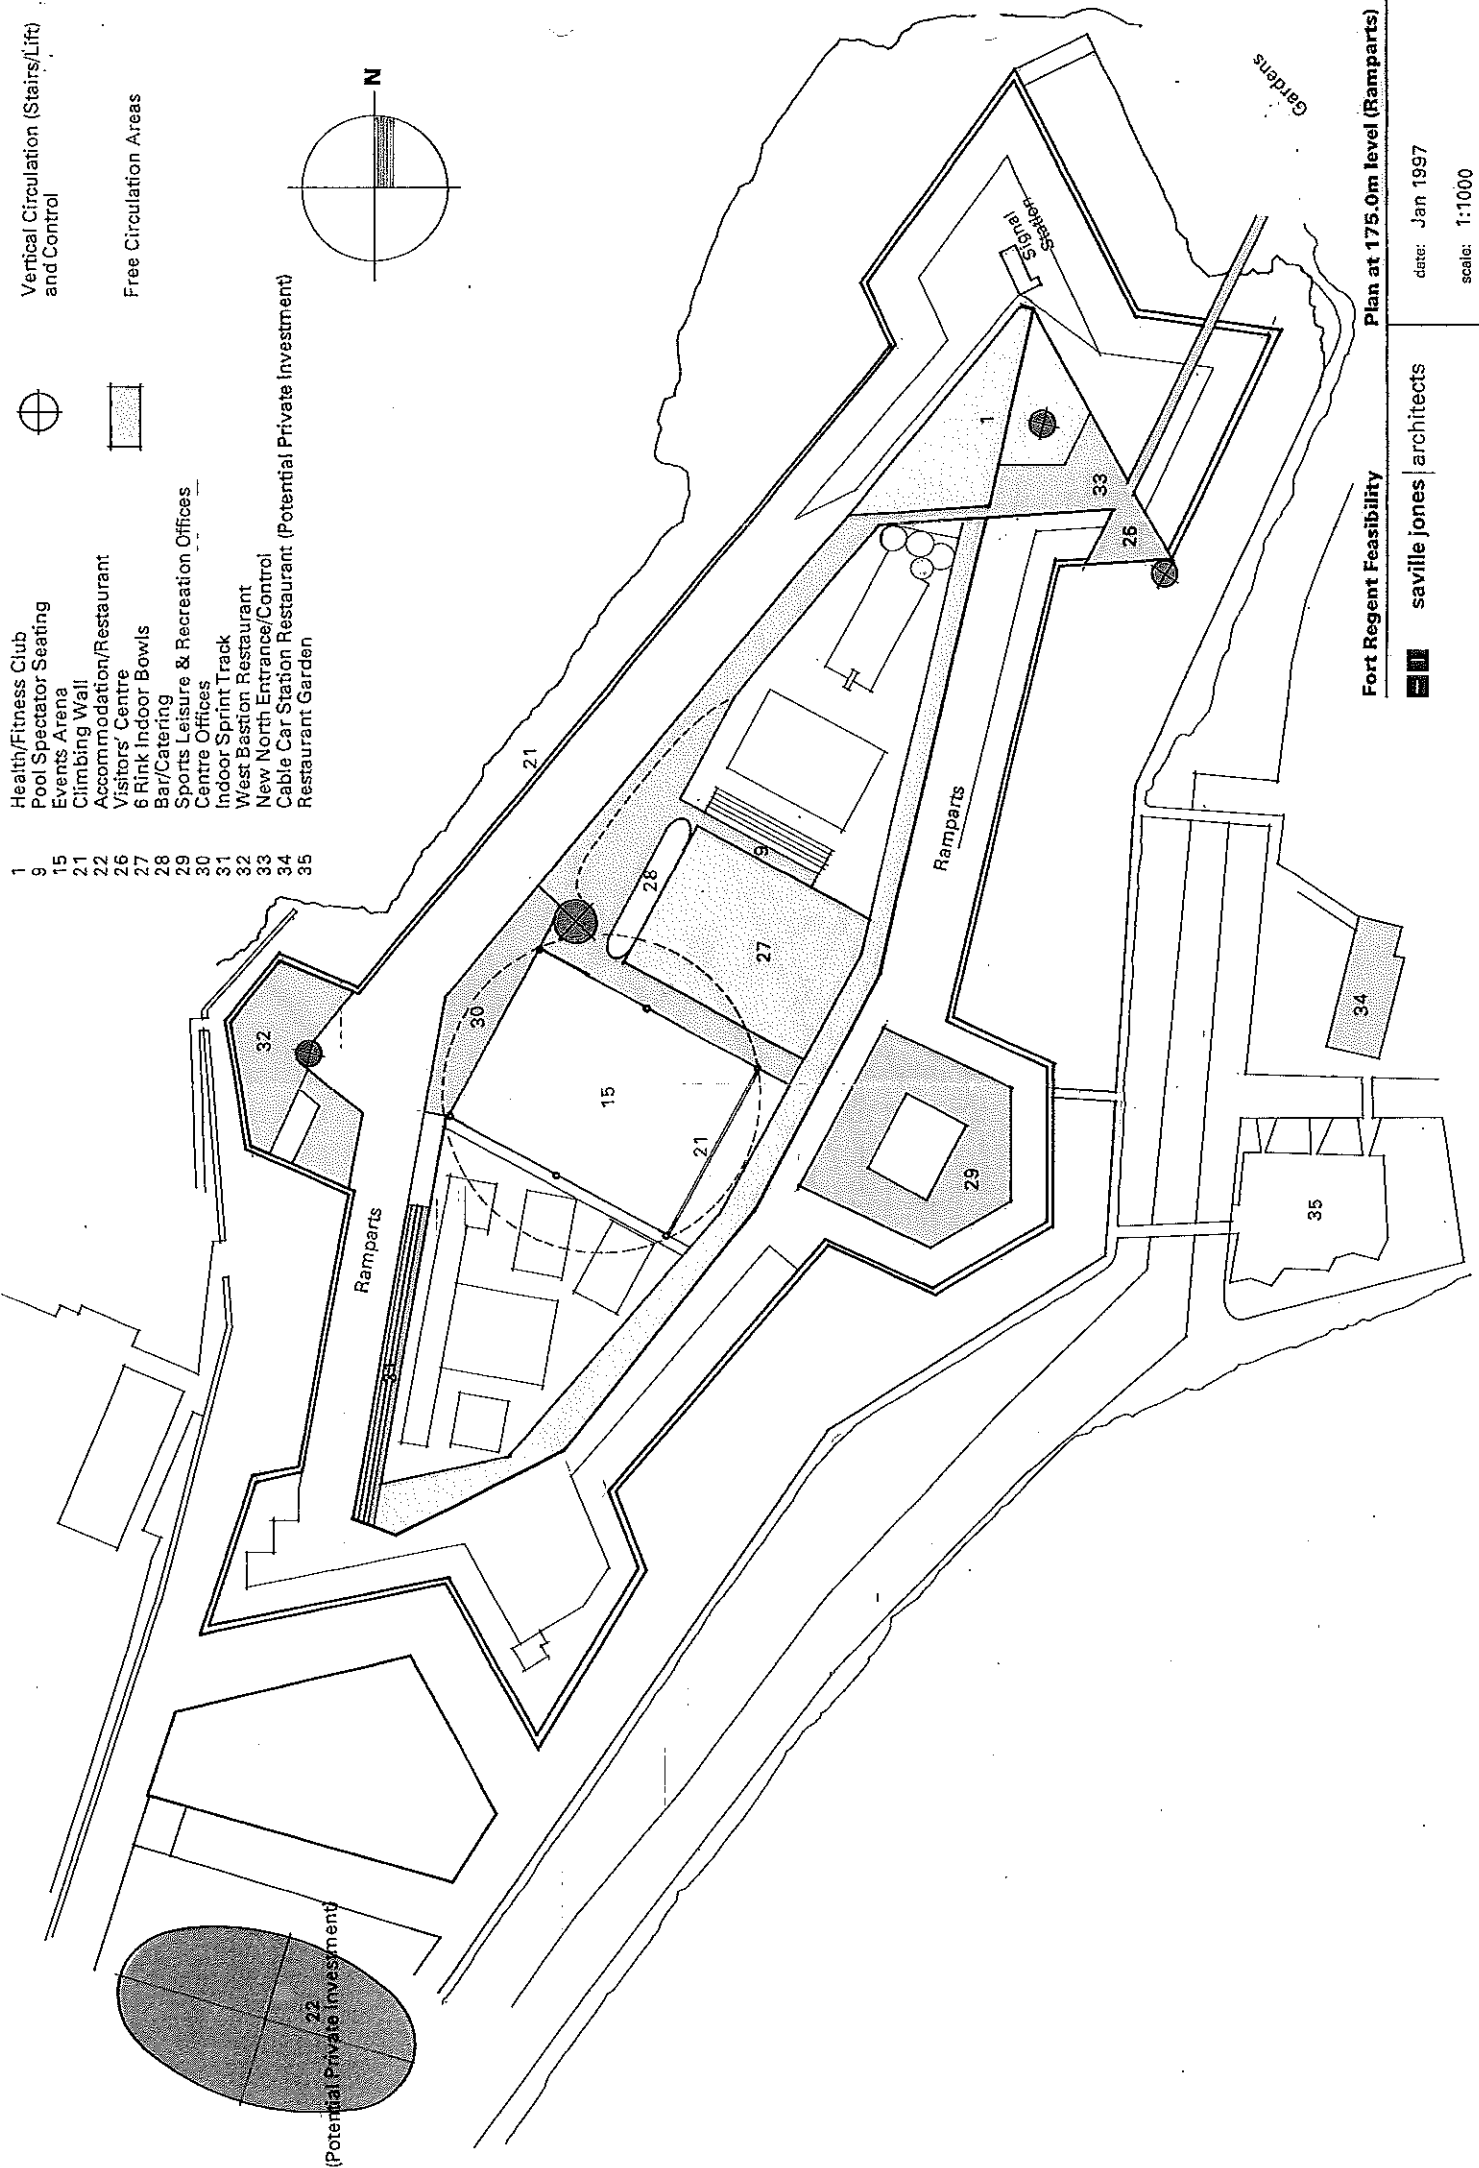 1 Health/Fitness Club
9 Pool Spectator Seating
15 Events Arena
21 Climbing Wall
22 Accommodation/Restaurant
26 Visitors' Centre
27 6 Rink Indoor Bowls
28 Bar/Catering
29 Sports Leisure & Recreation Offices
30 Centre Offices
31 Indoor Sprint Track
32 West Bastion Restaurant
33 New North Entrance/Control
34 Cable Car Station Restaurant (Potential Private Investment)
35 Restaurant Garden
Vertical Circulation (Stairs/Lift)
and Control
Free Circulation Areas
N
22
(Potential Private Investment)
32
Ramparts
31
30
15
21
21
28
27
9
29
Ramparts
1
33
26
Signal
Station
Gardens
34
35
Fort Regent Feasibility
saville jones | architects
Plan at 175.0m level (Ramparts)
date: Jan 1997
scale: 1:1000